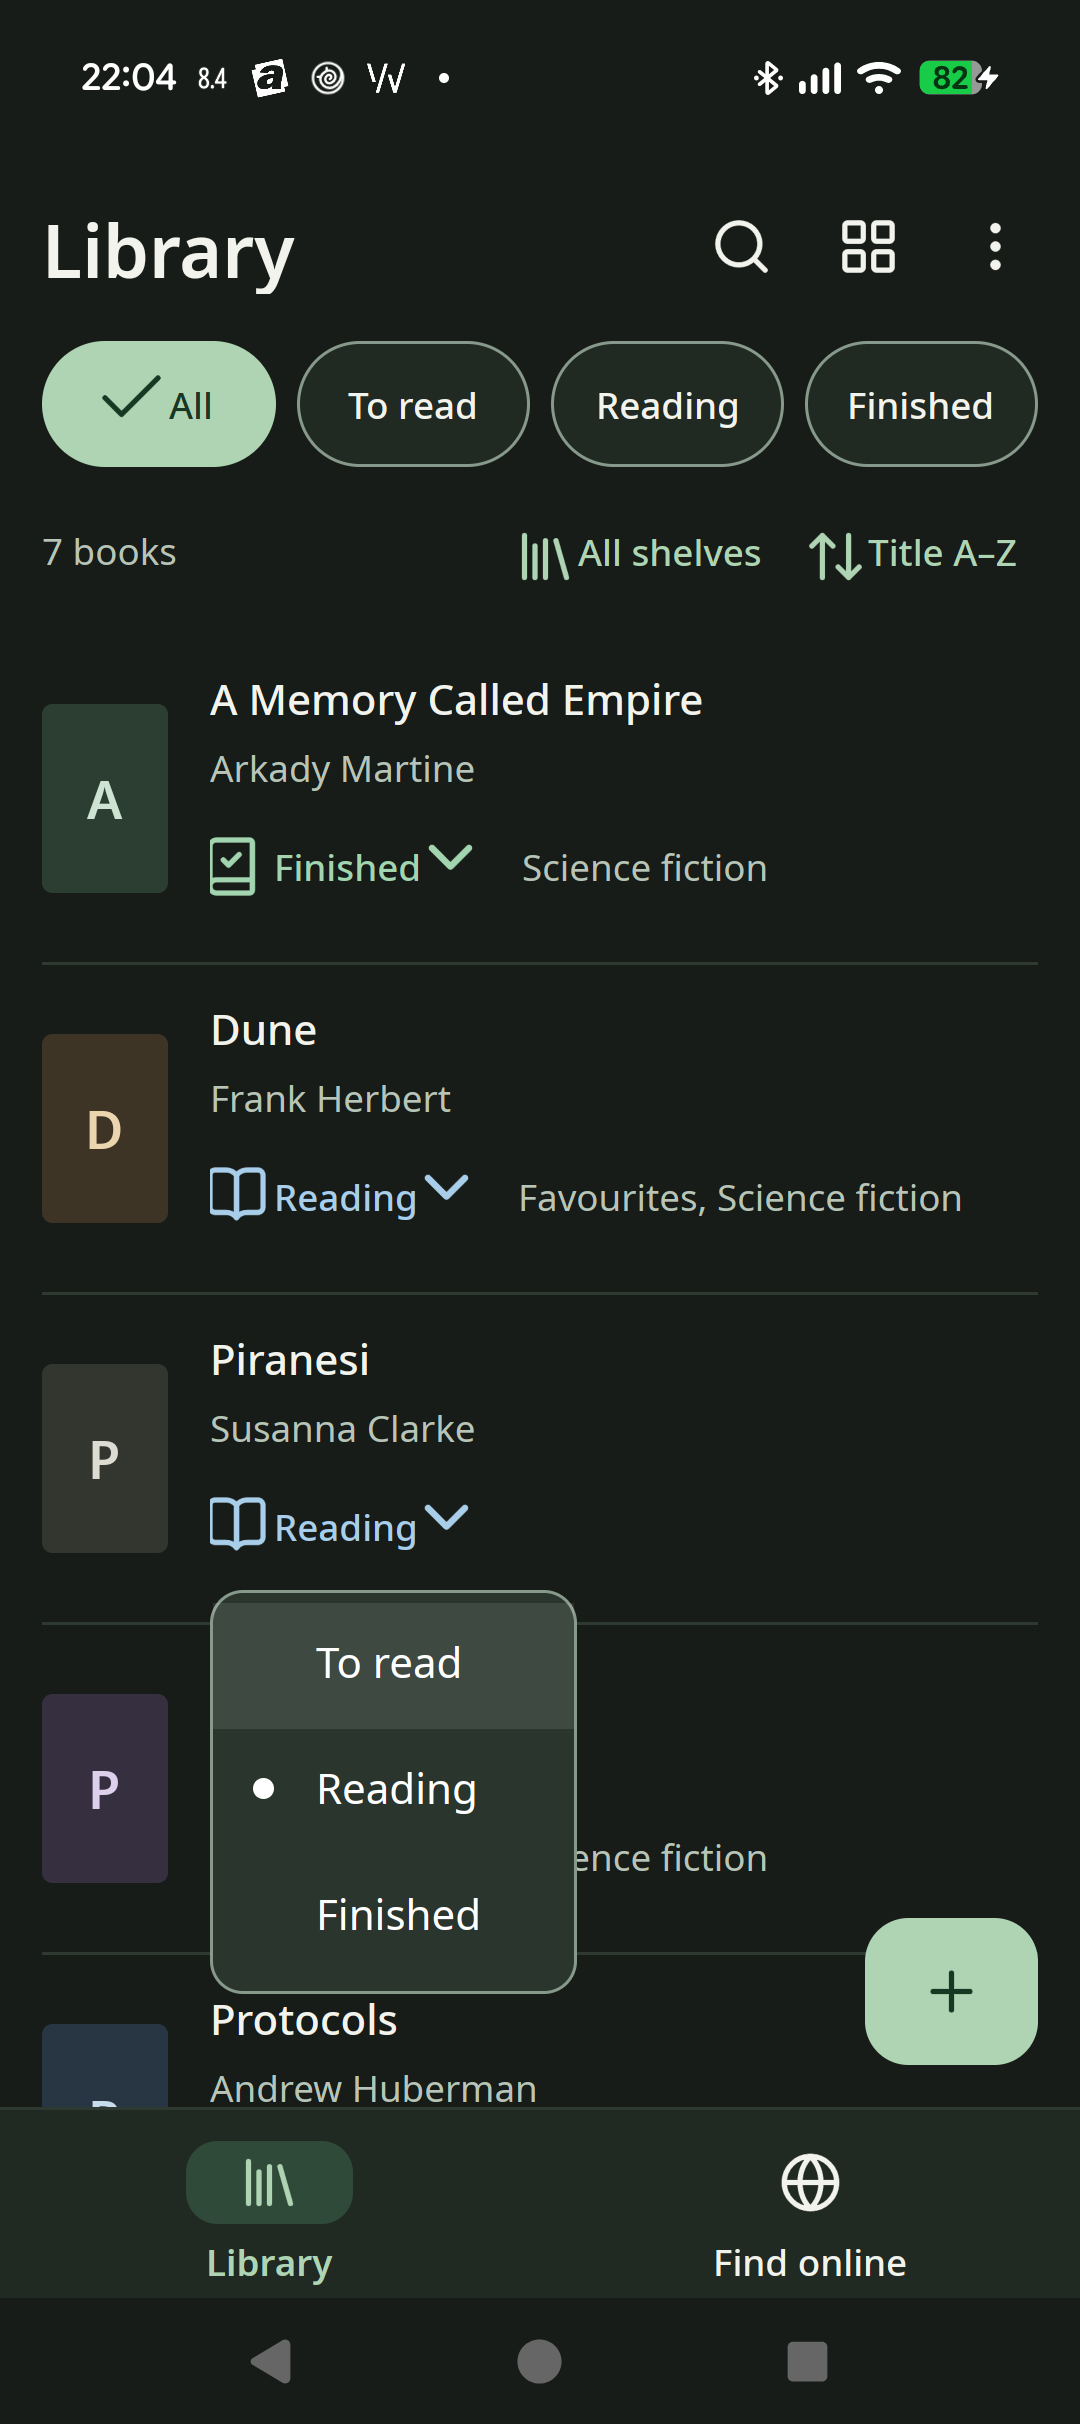 22:04 8.4 82
Library
All To read Reading Finished
7 books All shelves Title A–Z
A Memory Called Empire
A
Arkady Martine
Finished Science fiction
Dune
D
Frank Herbert
Reading Favourites, Science fiction
Piranesi
P
Susanna Clarke
Reading
To read
P
Reading
ence fiction
Finished
Protocols
Andrew Huberman
Library Find online